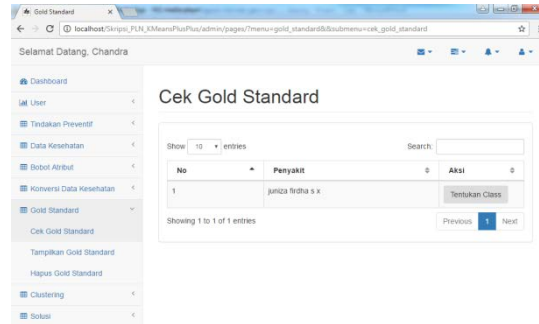 Gold Standard
localhost/Skripsi_PLN_KMeansPlusPlus/admin/pages/?menu=gold_standard&submenu=cek_gold_standard
Selamat Datang, Chandra
Dashboard
User
Tindakan Preventif
Data Kesehatan
Bobot Atribut
Konversi Data Kesehatan
Gold Standard
Cek Gold Standard
Tampilkan Gold Standard
Hapus Gold Standard
Clustering
Solusi
Cek Gold Standard
Show 10 entries
Search:
No Penyakit Aksi
1 juniza firdha s x Tentukan Class
Showing 1 to 1 of 1 entries
Previous 1 Next